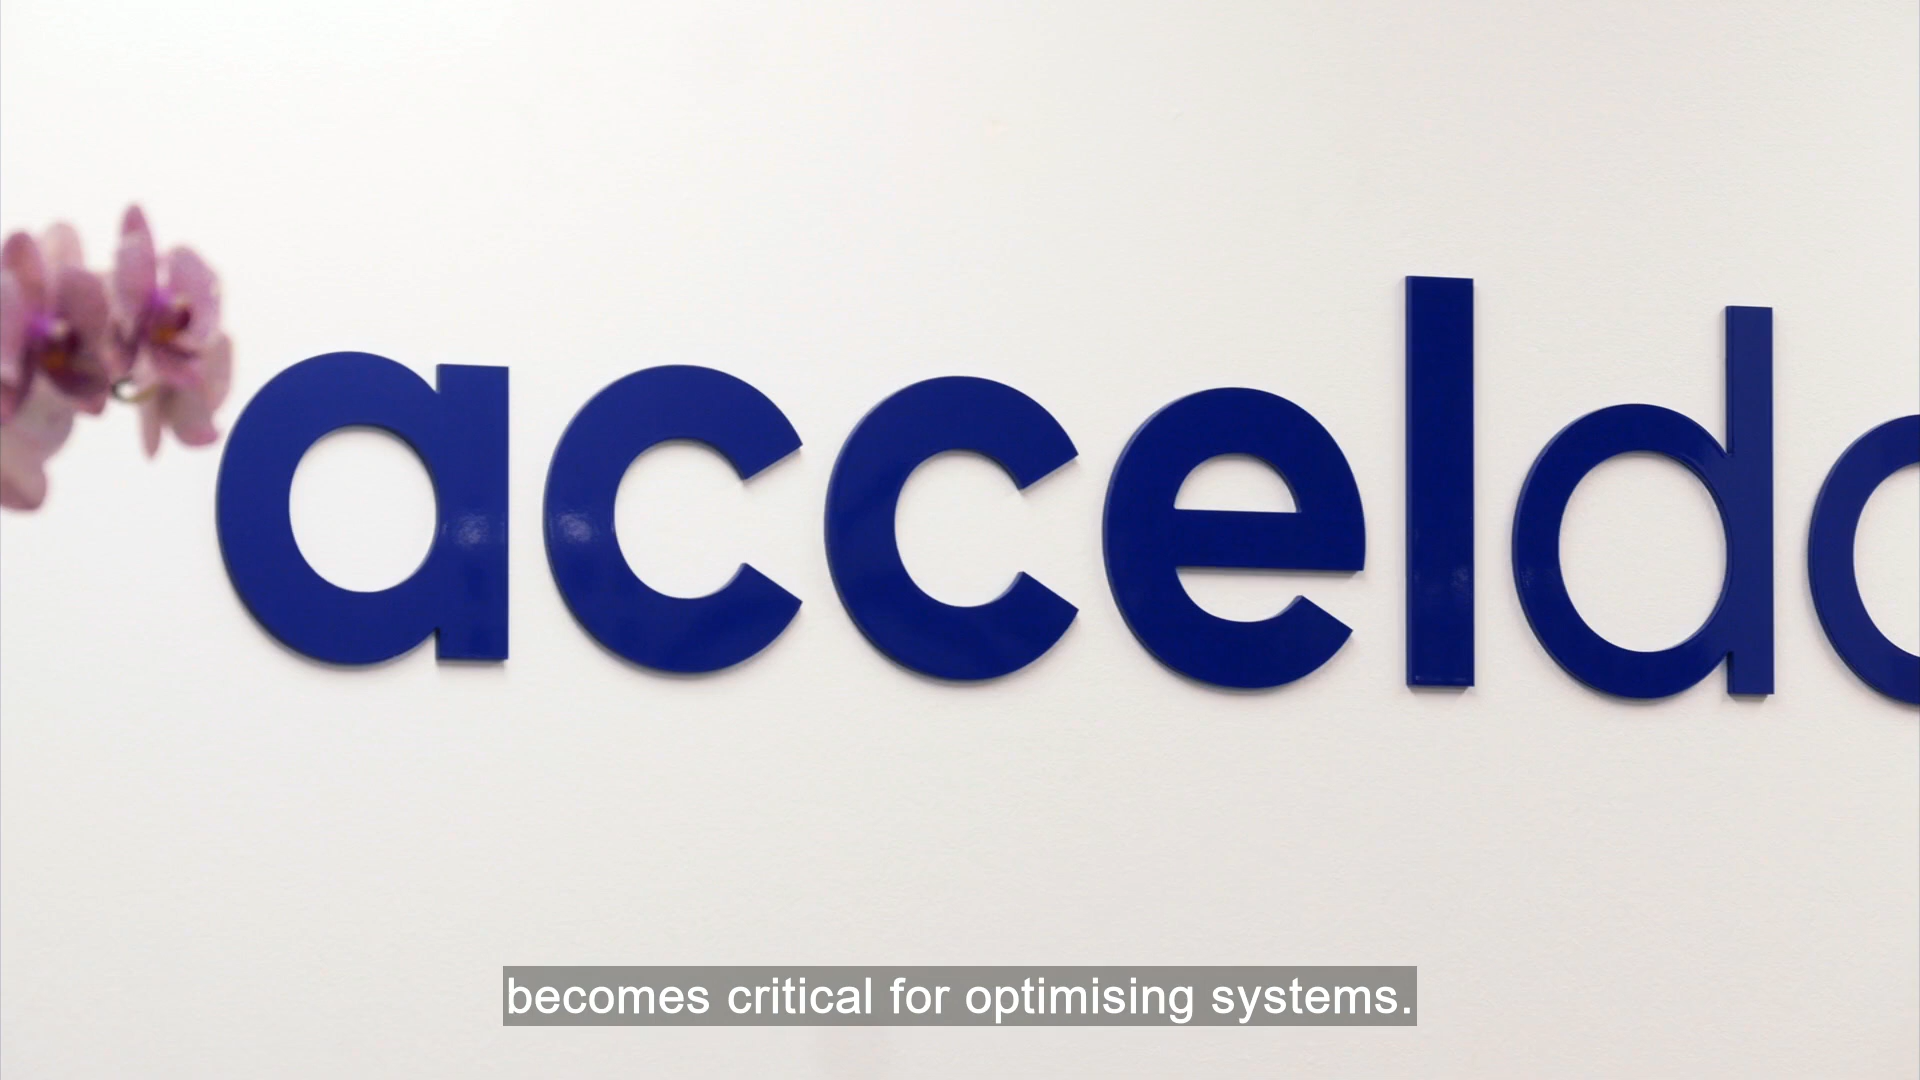 acceld
becomes critical for optimising systems.